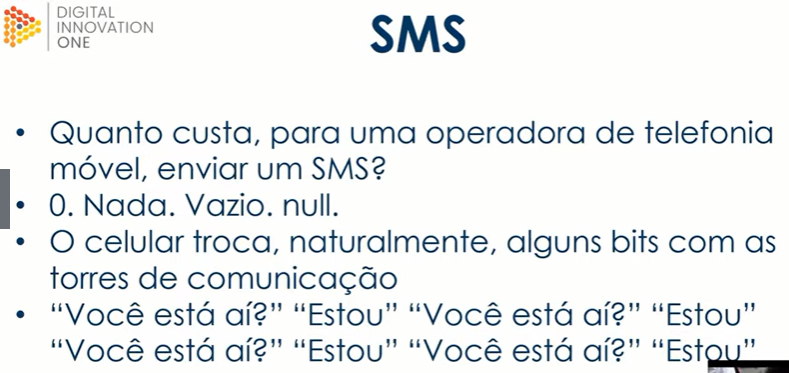 DIGITAL
INNOVATION
ONE
SMS
• Quanto custa, para uma operadora de telefonia
móvel, enviar um SMS?
• 0. Nada. Vazio. null.
• O celular troca, naturalmente, alguns bits com as
torres de comunicação
• “Você está aí?” “Estou” “Você está aí?” “Estou”
“Você está aí?” “Estou” “Você está aí?” “Estou”